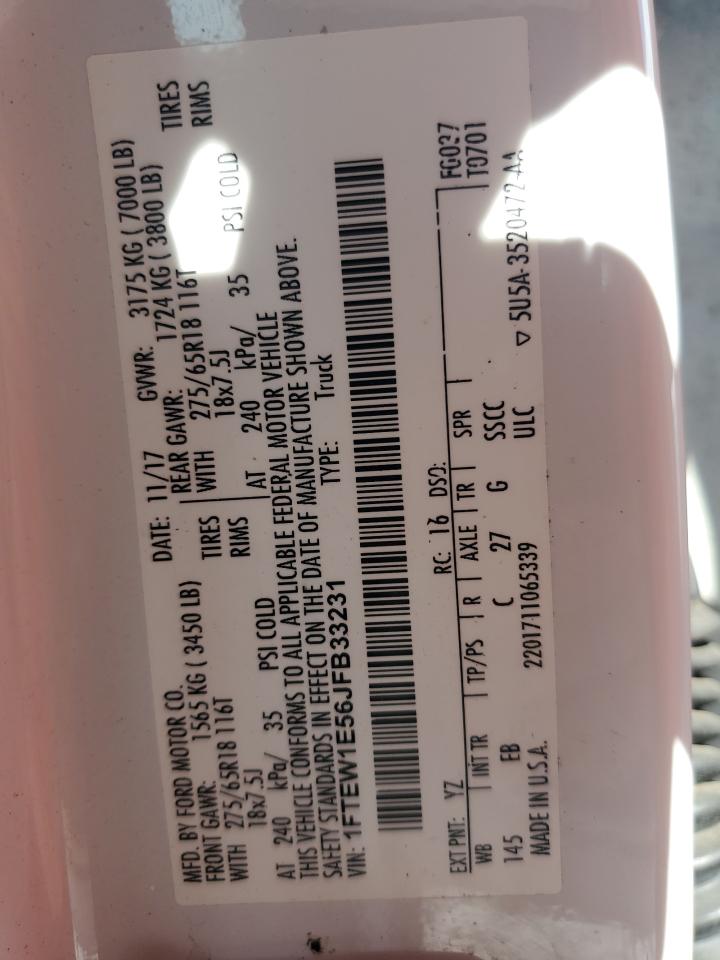 MFD. BY FORD MOTOR CO.
DATE: 11/17
GVWR: 3175 KG ( 7000 LB)
FRONT GAWR: 1565 KG ( 3450 LB)
REAR GAWR: 1724 KG ( 3800 LB)
WITH 275/65R18 116T TIRES
WITH 275/65R18 116T TIRES
18x7.5J RIMS
18x7.5J RIMS
AT 240 kPa/ 35 PSI COLD
AT 240 kPa/ 35 PSI COLD
THIS VEHICLE CONFORMS TO ALL APPLICABLE FEDERAL MOTOR VEHICLE
SAFETY STANDARDS IN EFFECT ON THE DATE OF MANUFACTURE SHOWN ABOVE.
VIN: 1FTEW1E56JFB33231
TYPE: Truck
EXT PNT: YZ RC: 16 DSO: F0037
WB INT TR TP/PS R AXLE TR SPR T0701
145 EB C 27 G SSCC
MADE IN U.S.A. 2201711065339 ULC
▽ 5U5A-3520472-AA